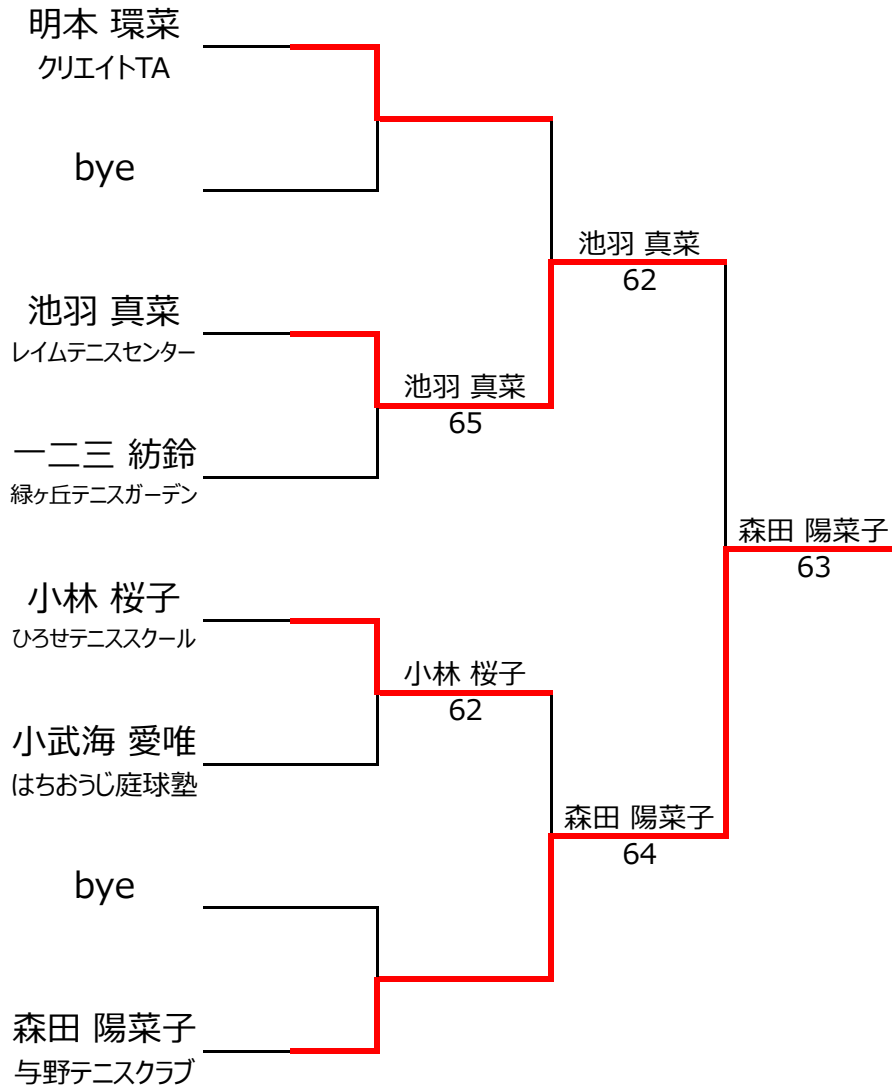 明本 環菜
クリエイトTA
bye
池羽 真菜
62
池羽 真菜
レイムテニスセンター
池羽 真菜
65
一二三 紡鈴
緑ヶ丘テニスガーデン
森田 陽菜子
63
小林 桜子
ひろせテニススクール
小林 桜子
62
小武海 愛唯
はちおうじ庭球塾
森田 陽菜子
64
bye
森田 陽菜子
与野テニスクラブ